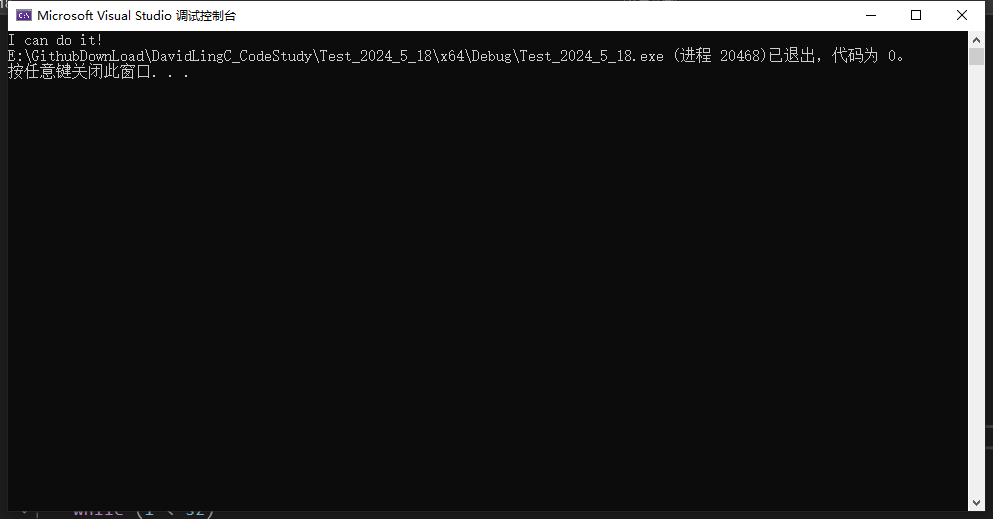 Microsoft Visual Studio 调试控制台
I can do it!
E:\GithubDownLoad\DavidLingC_CodeStudy\Test_2024_5_18\x64\Debug\Test_2024_5_18.exe (进程 20468)已退出，代码为 0。
按任意键关闭此窗口. . .